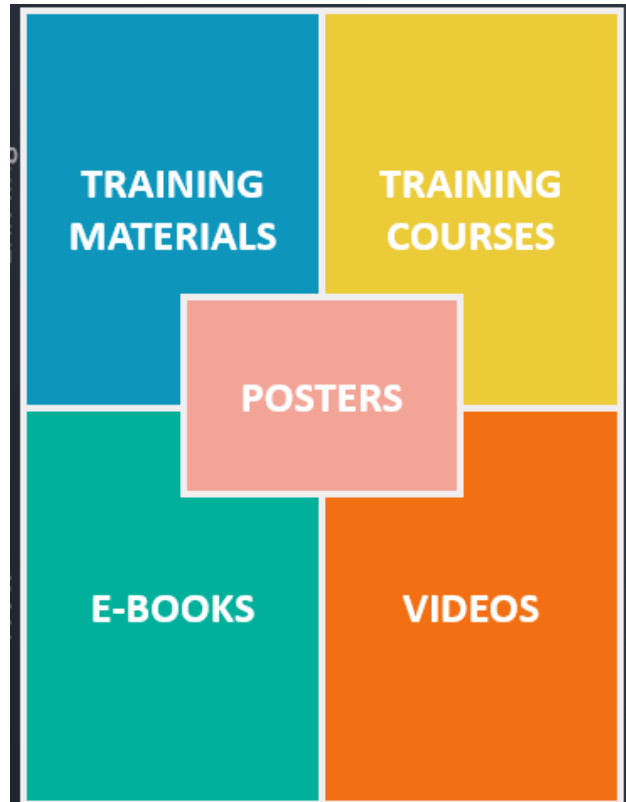 TRAINING
MATERIALS
TRAINING
COURSES
POSTERS
E-BOOKS
VIDEOS